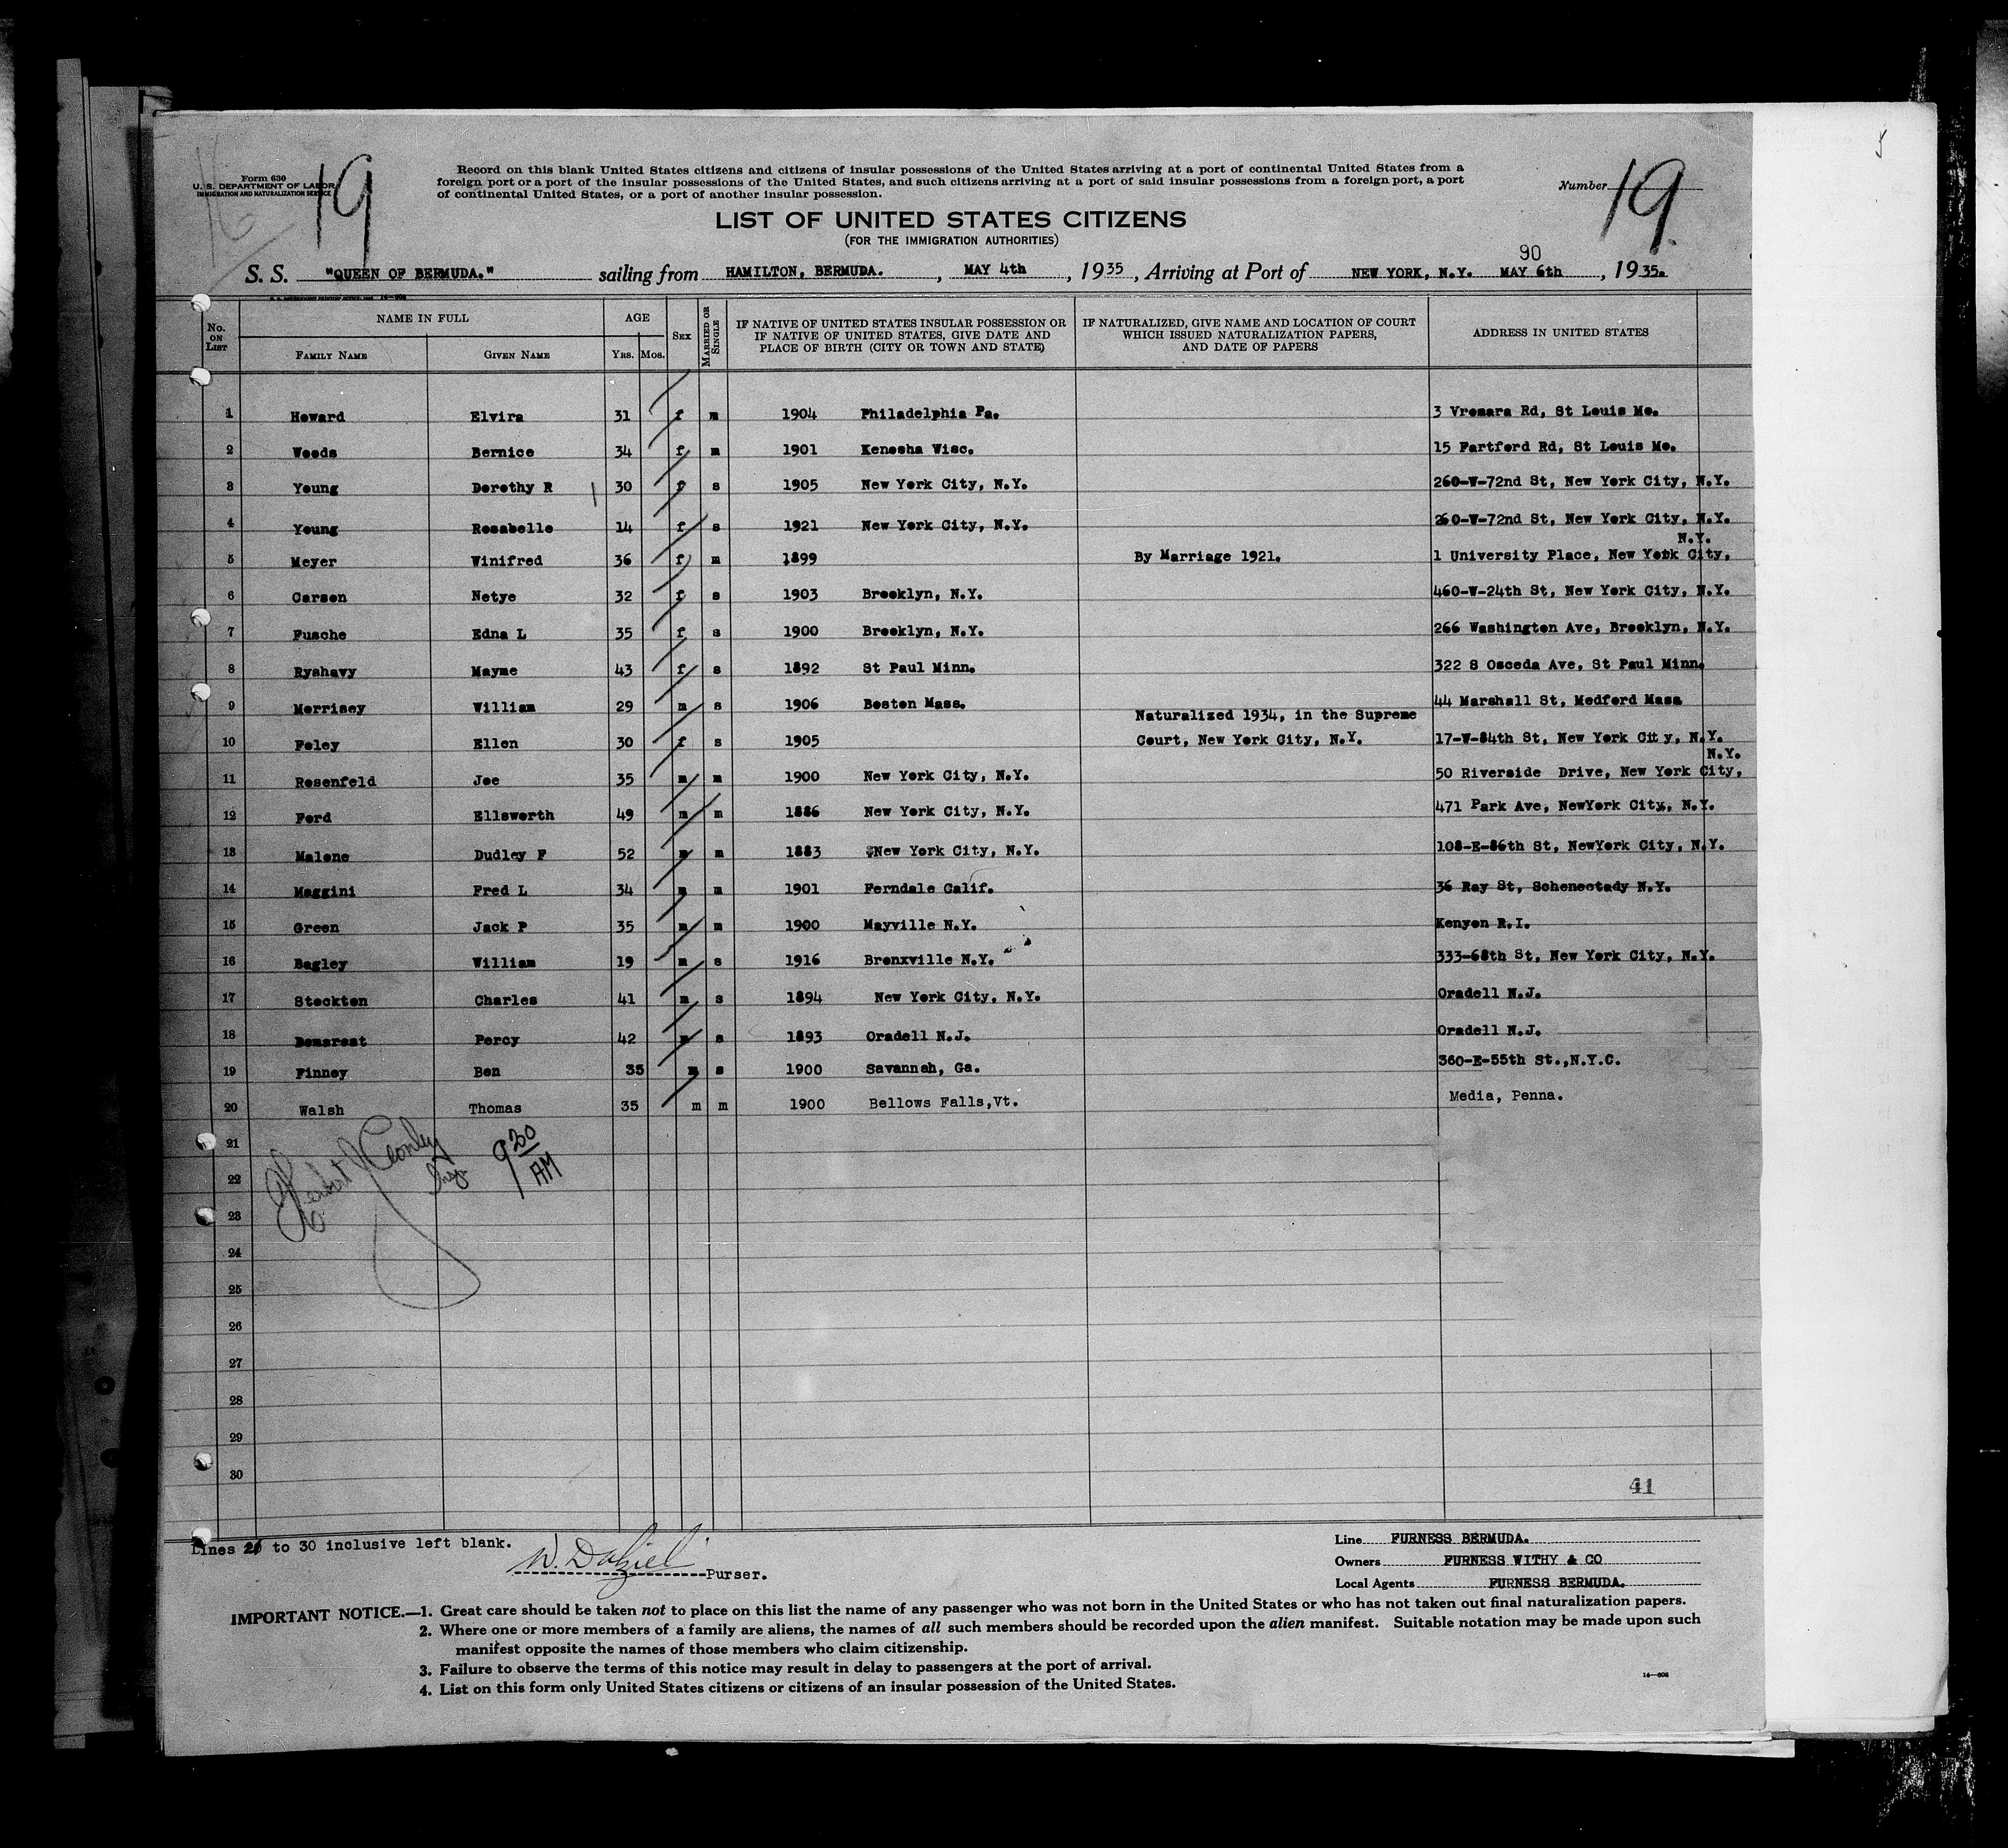 Form 630
U. S. DEPARTMENT OF LABOR
IMMIGRATION AND NATURALIZATION SERVICE
19
Record on this blank United States citizens and citizens of insular possessions of the United States arriving at a port of continental United States from a
foreign port or a port of the insular possessions of the United States, and such citizens arriving at a port of said insular possessions from a foreign port, a port
of continental United States, or a port of another insular possession.
Number 19.
LIST OF UNITED STATES CITIZENS
(FOR THE IMMIGRATION AUTHORITIES)
90
S. S. "QUEEN OF BERMUDA." sailing from HAMILTON, BERMUDA. , MAY 4th , 1935 , Arriving at Port of NEW YORK, N.Y. MAY 6th , 1935.
No. ON LIST
NAME IN FULL
FAMILY NAME GIVEN NAME
AGE
YRS. MOS.
SEX
MARRIED OR SINGLE
IF NATIVE OF UNITED STATES INSULAR POSSESSION OR
IF NATIVE OF UNITED STATES, GIVE DATE AND
PLACE OF BIRTH (CITY OR TOWN AND STATE)
IF NATURALIZED, GIVE NAME AND LOCATION OF COURT
WHICH ISSUED NATURALIZATION PAPERS,
AND DATE OF PAPERS
ADDRESS IN UNITED STATES
1 Howard Elvira 31 f m 1904 Philadelphia Pa. 3 Vromara Rd, St Louis Mo.
2 Woods Bernice 34 f m 1901 Kenosha Wisc. 15 Fartford Rd, St Louis Mo.
3 Young Dorothy R 30 f s 1905 New York City, N.Y. 260-W-72nd St, New York City, N.Y.
4 Young Rosabelle 14 f s 1921 New York City, N.Y. 260-W-72nd St, New York City, N.Y.
N.Y.
5 Meyer Winifred 36 f m 1899 By Marriage 1921. 1 University Place, New York City,
6 Carson Netye 32 f s 1903 Brooklyn, N.Y. 460-W-24th St, New York City, N.Y.
7 Fusche Edna L 35 f s 1900 Brooklyn, N.Y. 266 Washington Ave, Brooklyn, N.Y.
8 Ryshavy Mayme 43 f s 1892 St Paul Minn. 322 S Osceda Ave, St Paul Minn.
9 Morrisey William 29 m s 1906 Boston Mass. 44 Marshall St, Medford Mass
Naturalized 1934, in the Supreme
10 Foley Ellen 30 f s 1905 Court, New York City, N.Y. 17-W-84th St, New York Cit y, N.Y.
N.Y.
11 Rosenfeld Joe 35 m m 1900 New York City, N.Y. 50 Riverside Drive, New York City,
12 Ford Ellsworth 49 m m 1886 New York City, N.Y. 471 Park Ave, NewYork City, N.Y.
13 Malone Dudley F 52 m m 1883 New York City, N.Y. 108-E-86th St, NewYork City, N.Y.
14 Maggini Fred L 34 m m 1901 Ferndale Calif. 36 Ray St, Schenectady N.Y.
15 Green Jack P 35 m m 1900 Mayville N.Y. Kenyon R.I.
16 Bagley William 19 m s 1916 Bronxville N.Y. 333-68th St, New York City, N.Y.
17 Stockton Charles 41 m s 1894 New York City, N.Y. Oradell N.J.
18 Demarest Percy 42 m s 1893 Oradell N.J. Oradell N.J.
19 Finney Ben 35 m s 1900 Savannah, Ga. 360-E-55th St.,N.Y.C.
20 Walsh Thomas 35 m m 1900 Bellows Falls,Vt. Media, Penna.
21
9 30 AM
22
23
24
25
26
27
28
29
30
41
Lines 21 to 30 inclusive left blank.
W. Dalziel
Purser.
Line FURNESS BERMUDA.
Owners FURNESS WITHY & CO
Local Agents FURNESS BERMUDA.
IMPORTANT NOTICE.—1. Great care should be taken not to place on this list the name of any passenger who was not born in the United States or who has not taken out final naturalization papers.
2. Where one or more members of a family are aliens, the names of all such members should be recorded upon the alien manifest. Suitable notation may be made upon such
manifest opposite the names of those members who claim citizenship.
3. Failure to observe the terms of this notice may result in delay to passengers at the port of arrival.
4. List on this form only United States citizens or citizens of an insular possession of the United States.
14—608